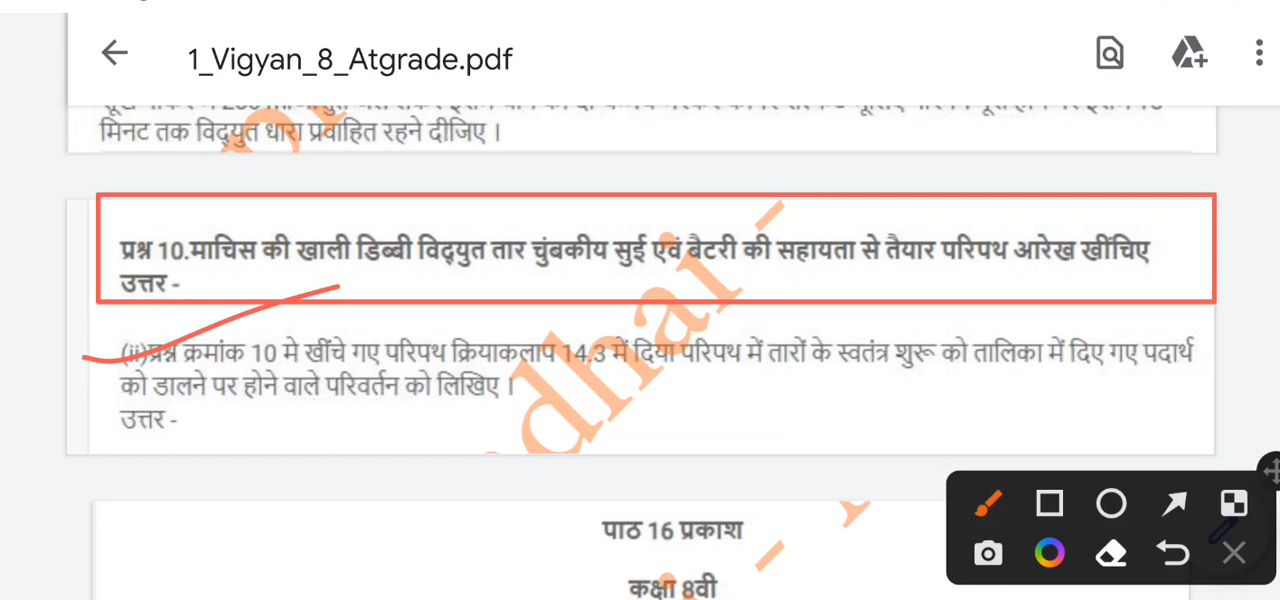 1_Vigyan_8_Atgrade.pdf
मिनट तक विद्युत धारा प्रवाहित रहने दीजिए ।
प्रश्न 10.माचिस की खाली डिब्बी विद्युत तार चुंबकीय सुई एवं बैटरी की सहायता से तैयार परिपथ आरेख खींचिए
उत्तर -
(ii)प्रश्न क्रमांक 10 मे खींचे गए परिपथ क्रियाकलाप 14.3 में दिया परिपथ में तारों के स्वतंत्र शुरू को तालिका में दिए गए पदार्थ
को डालने पर होने वाले परिवर्तन को लिखिए ।
उत्तर -
पाठ 16 प्रकाश
कक्षा 8वी